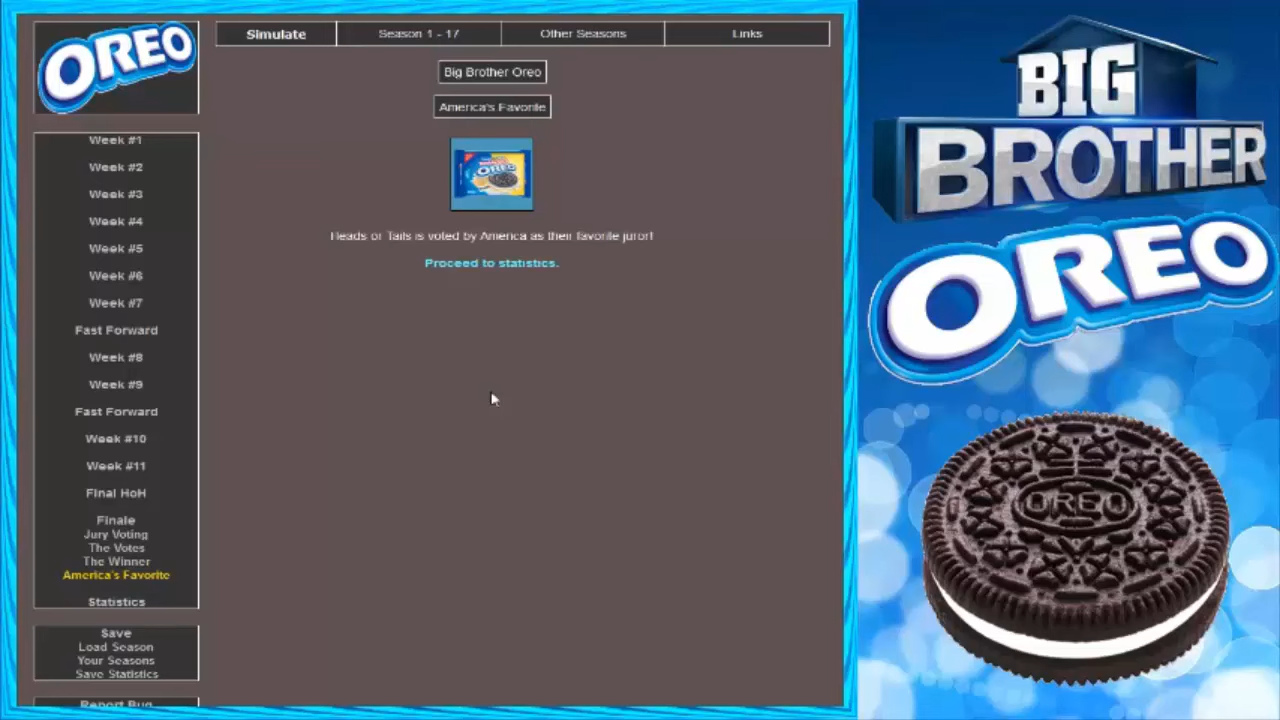 OREO
Simulate
Season 1 - 17
Other Seasons
Links
Big Brother Oreo
America's Favorite
OREO
Heads or Tails is voted by America as their favorite juror!
Proceed to statistics.
Week #1
Week #2
Week #3
Week #4
Week #5
Week #6
Week #7
Fast Forward
Week #8
Week #9
Fast Forward
Week #10
Week #11
Final HoH
Finale
Jury Voting
The Votes
The Winner
America's Favorite
Statistics
Save
Load Season
Your Seasons
Save Statistics
Report Bug
BIG
BROTHER
OREO
OREO